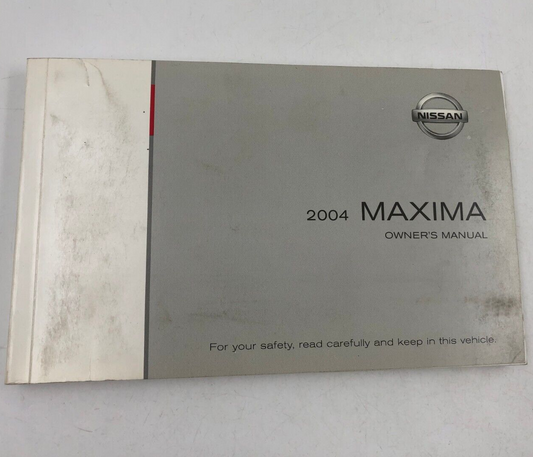 NISSAN
2004 MAXIMA
OWNER'S MANUAL
For your safety, read carefully and keep in this vehicle.